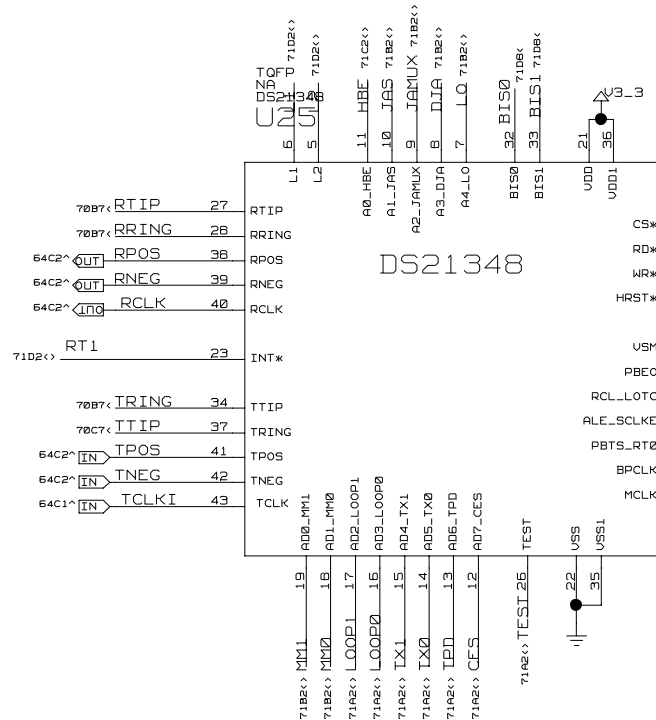 TQFP
NA
DS21348
U25
71D2<>
6
L1
71D2<>
5
L2
71C2<>
HBE
11
A0_HBE
71B2<>
JAS
10
A1_JAS
71B2<>
JAMUX
9
A2_JAMUX
71B2<>
DJA
8
A3_DJA
71B2<>
LO
7
A4_LO
71D8<
BIS0
32
BIS0
71D8<
BIS1
33
BIS1
V3_3
21
VDD
36
VDD1
DS21348
70B7< RTIP 27 RTIP
70B7< RRING 28 RRING
64C2^ OUT RPOS 38 RPOS
64C2^ OUT RNEG 39 RNEG
64C2^ OUT RCLK 40 RCLK
71D2<> RT1 23 INT*
70B7< TRING 34 TTIP
70C7< TTIP 37 TRING
64C2^ IN TPOS 41 TPOS
64C2^ IN TNEG 42 TNEG
64C1^ IN TCLKI 43 TCLK
CS*
RD*
WR*
HRST*
VSM
PBEO
RCL_LOTC
ALE_SCLKE
PBTS_RT0
BPCLK
MCLK
AD0_MM1
19
71B2<> MM1
AD1_MM0
18
71B2<> MM0
AD2_LOOP1
17
71A2<> LOOP1
AD3_LOOP0
16
71A2<> LOOP0
AD4_TX1
15
71A2<> TX1
AD5_TX0
14
71A2<> TX0
AD6_TPD
13
71A2<> TPD
AD7_CES
12
71A2<> CES
TEST
26
71A2<> TEST
VSS
22
VSS1
35